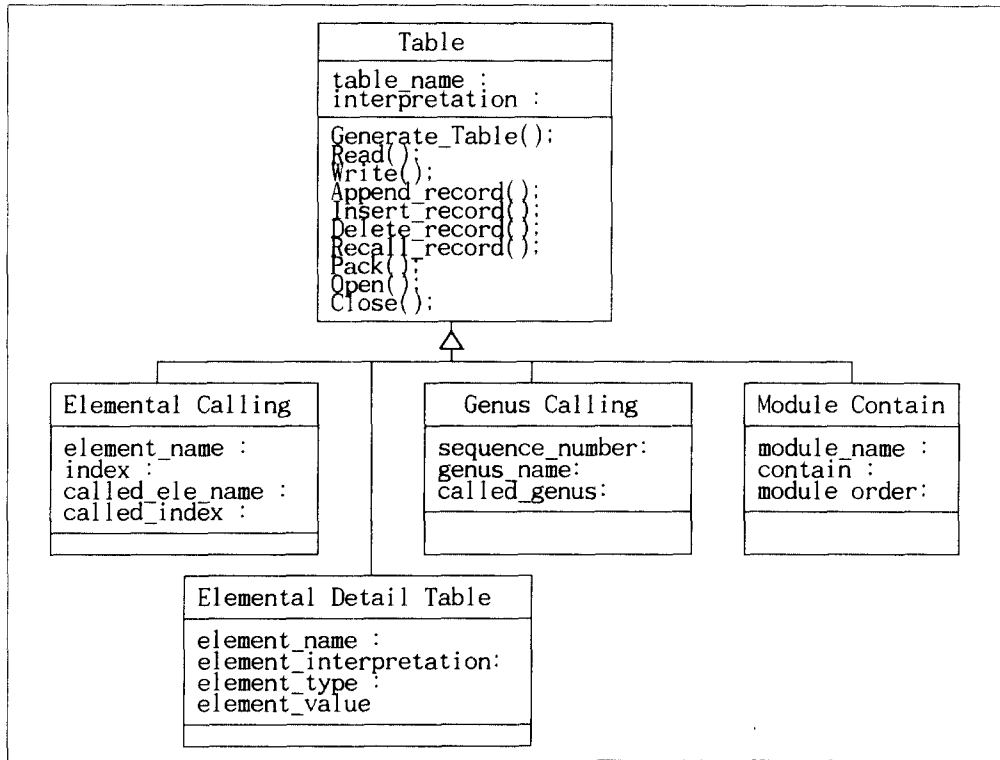 Table
table_name :
interpretation :
Generate_Table();
Read();
Write();
Append_record();
Insert_record();
Delete_record();
Recall_record();
Pack();
Open();
Close();
Elemental Calling
element_name :
index :
called_ele_name :
called_index :
Genus Calling
sequence_number:
genus_name:
called_genus:
Module Contain
module_name :
contain :
module order:
Elemental Detail Table
element_name :
element_interpretation:
element_type :
element_value